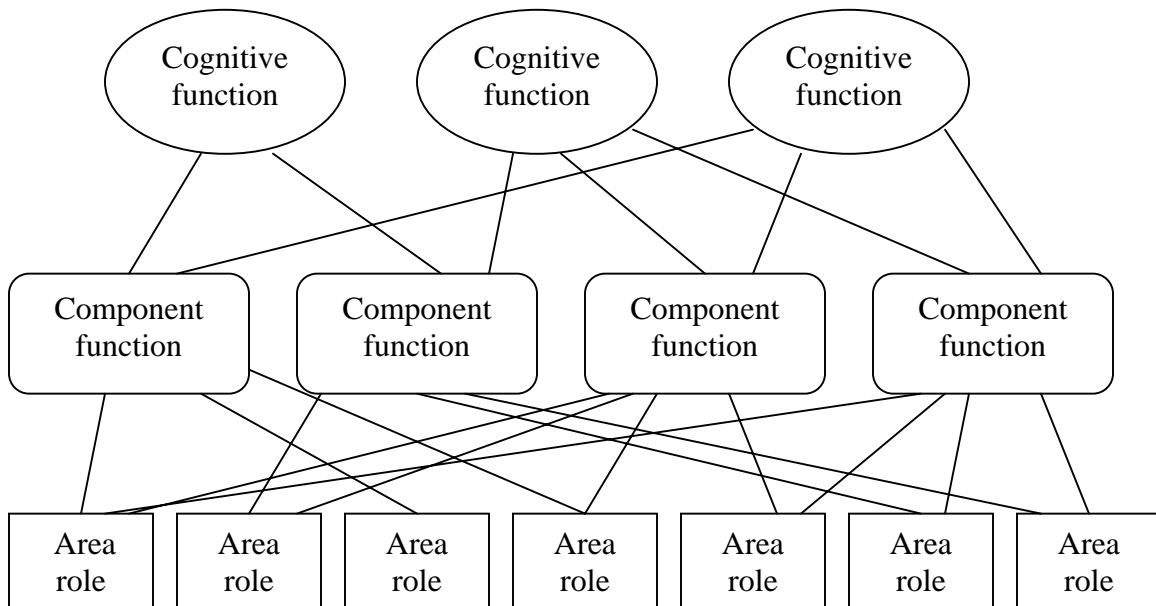 Cognitive
function
Cognitive
function
Cognitive
function
Component
function
Component
function
Component
function
Component
function
Area
role
Area
role
Area
role
Area
role
Area
role
Area
role
Area
role